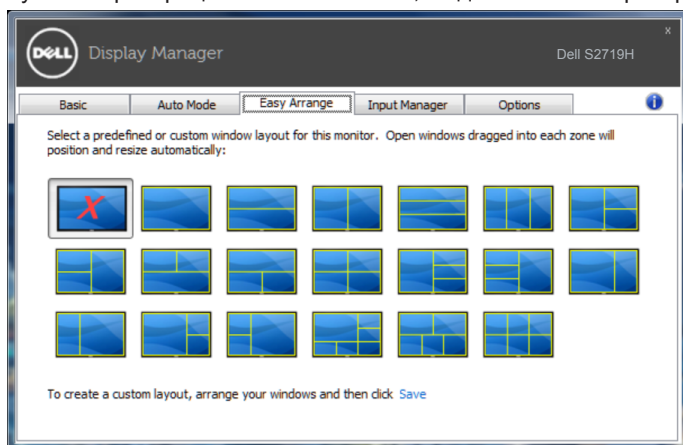 DELL Display Manager
x
Dell S2719H
Basic Auto Mode Easy Arrange Input Manager Options
Select a predefined or custom window layout for this monitor. Open windows dragged into each zone will
position and resize automatically:
X
To create a custom layout, arrange your windows and then click Save